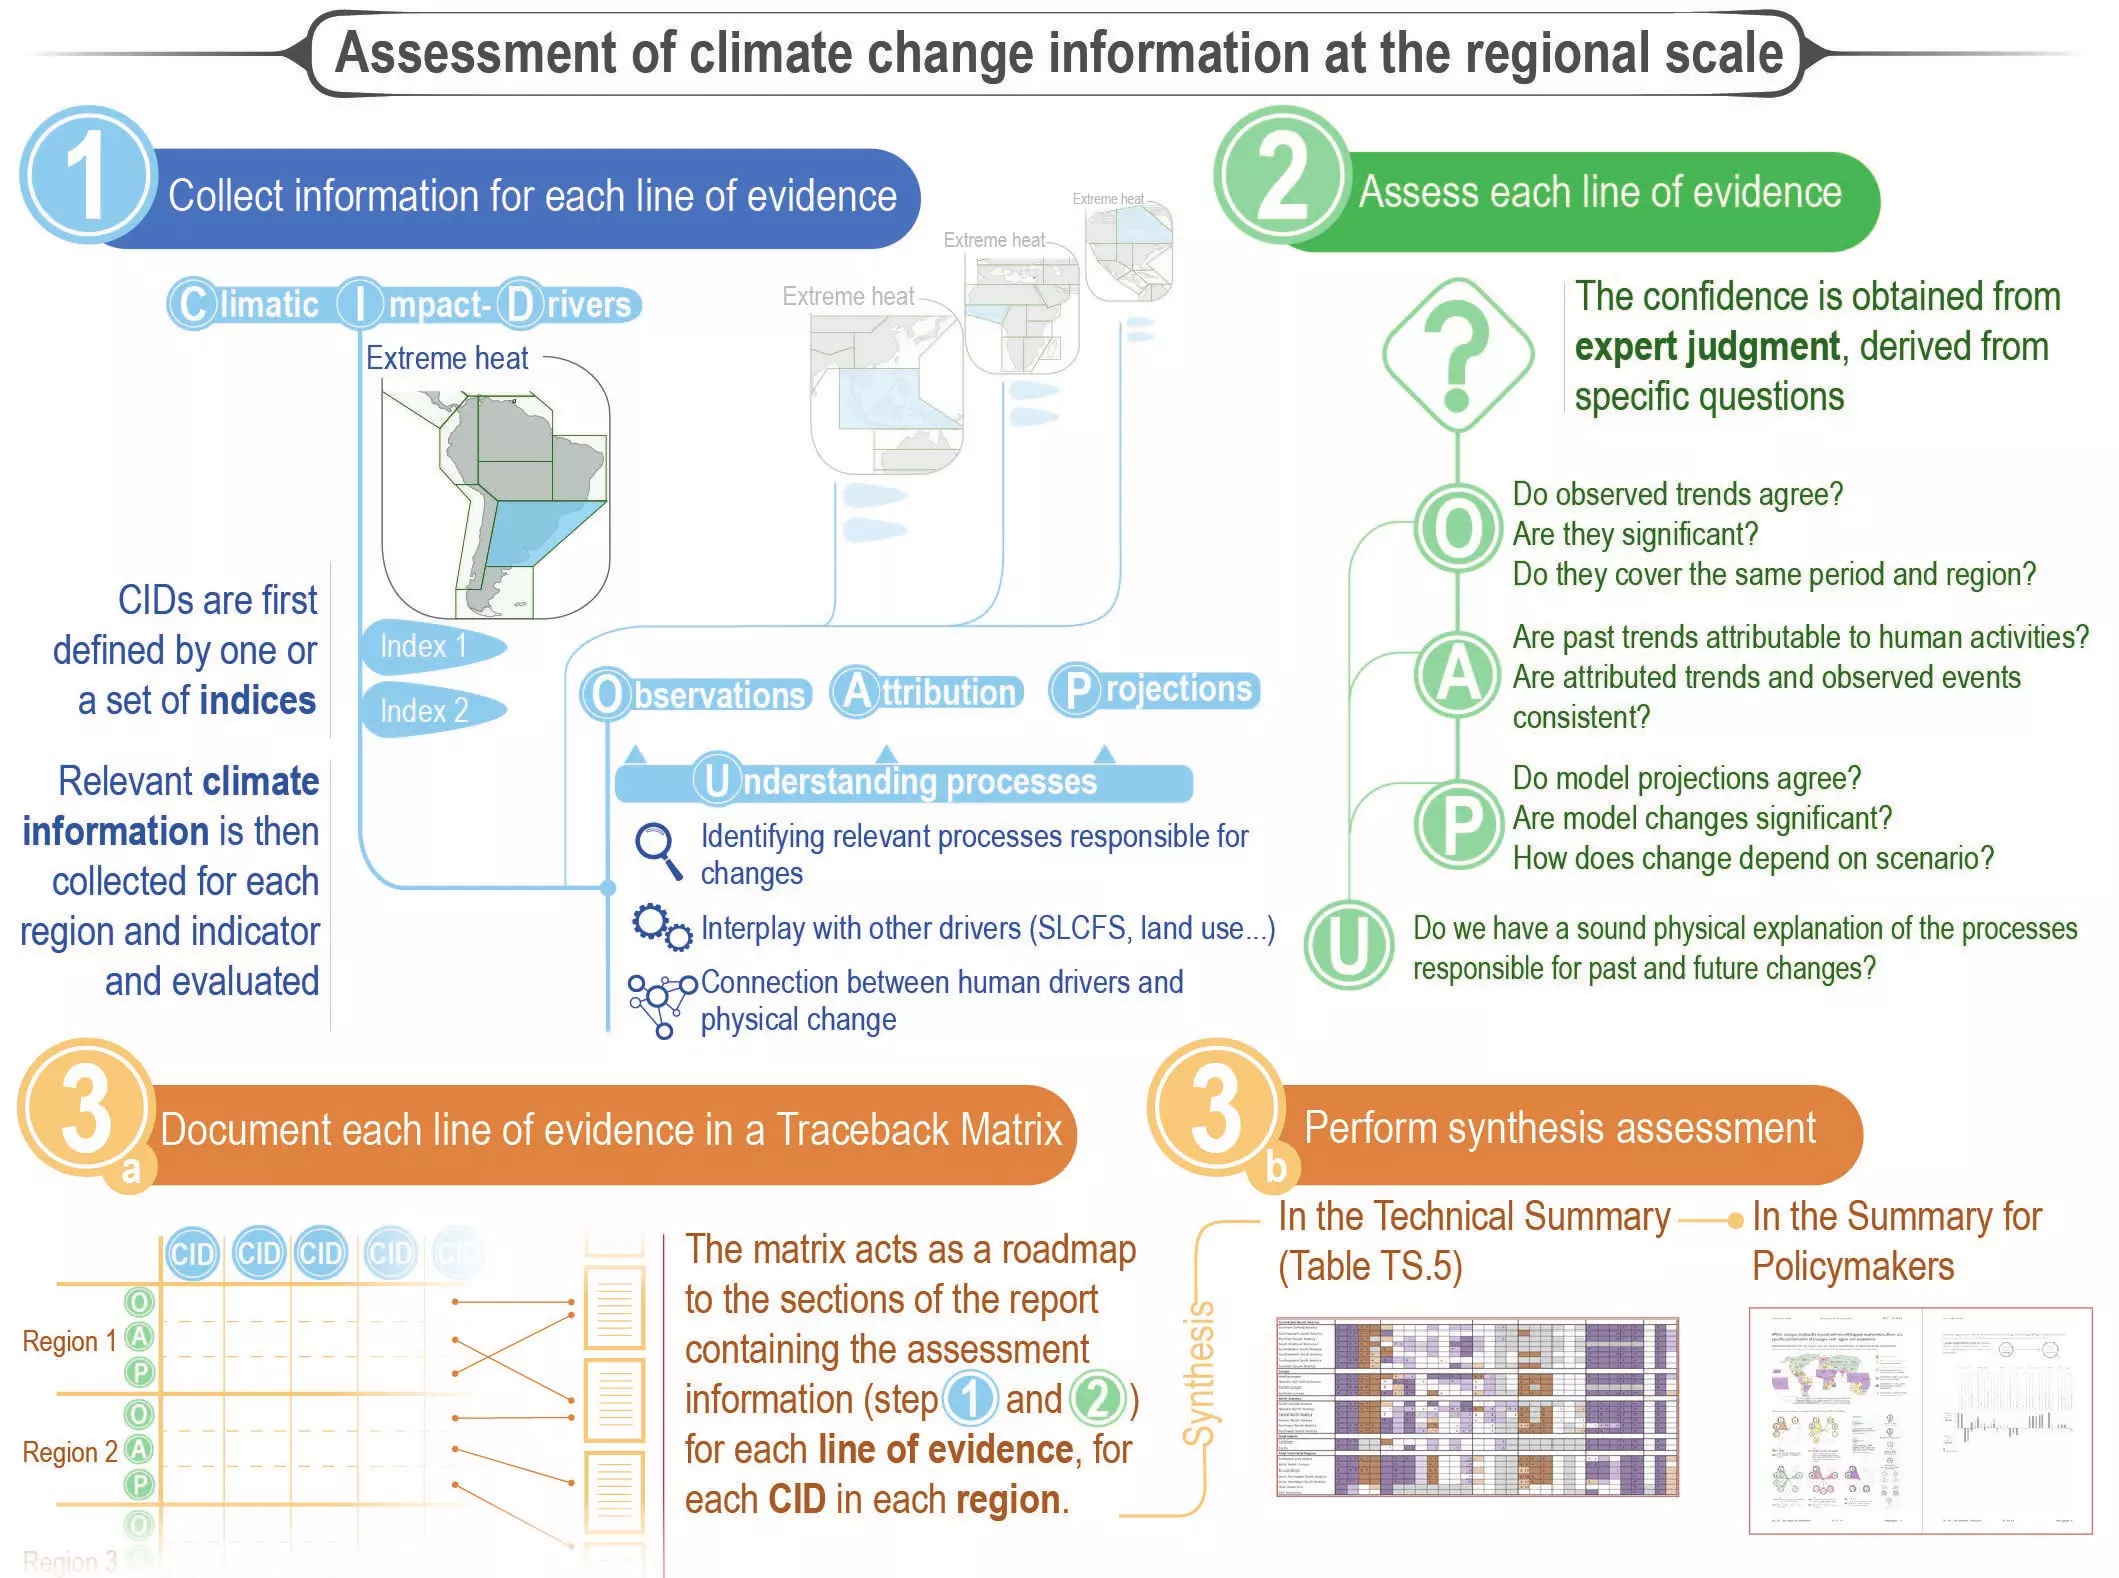 Assessment of climate change information at the regional scale
1
Collect information for each line of evidence
Climatic Impact-Drivers
Extreme heat
Extreme heat
Extreme heat
Extreme heat
CIDs are first
defined by one or
a set of indices
Index 1
Index 2
Relevant climate
information is then
collected for each
region and indicator
and evaluated
Observations
Attribution
Projections
Understanding processes
Identifying relevant processes responsible for
changes
Interplay with other drivers (SLCFS, land use...)
Connection between human drivers and
physical change
2
Assess each line of evidence
?
The confidence is obtained from
expert judgment, derived from
specific questions
O
Do observed trends agree?
Are they significant?
Do they cover the same period and region?
A
Are past trends attributable to human activities?
Are attributed trends and observed events
consistent?
P
Do model projections agree?
Are model changes significant?
How does change depend on scenario?
U
Do we have a sound physical explanation of the processes
responsible for past and future changes?
3a
Document each line of evidence in a Traceback Matrix
CID CID CID CID CID
Region 1
O
A
P
Region 2
O
A
P
Region 3
O
The matrix acts as a roadmap
to the sections of the report
containing the assessment
information (step 1 and 2)
for each line of evidence, for
each CID in each region.
Synthesis
3b
Perform synthesis assessment
In the Technical Summary
(Table TS.5)
In the Summary for
Policymakers